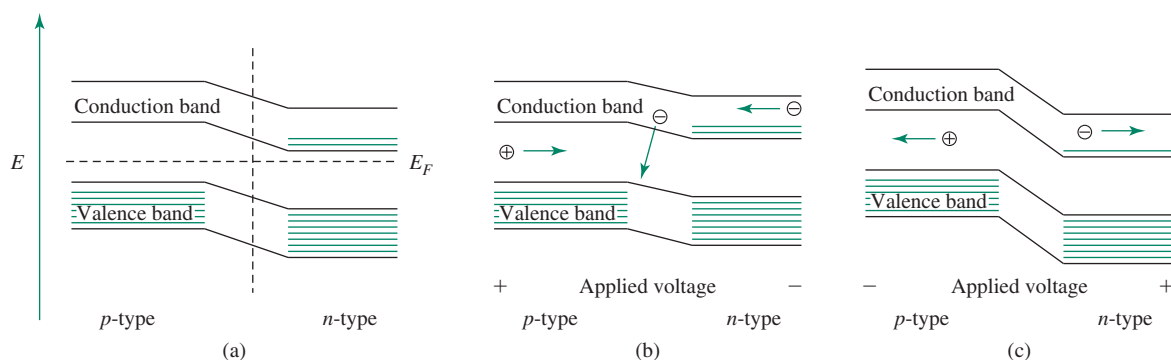 E
Conduction band
Valence band
E_F
p-type
n-type
(a)
Conduction band
⊖
⊖
⊕
Valence band
+ Applied voltage −
p-type
n-type
(b)
Conduction band
⊕
⊖
Valence band
− Applied voltage +
p-type
n-type
(c)